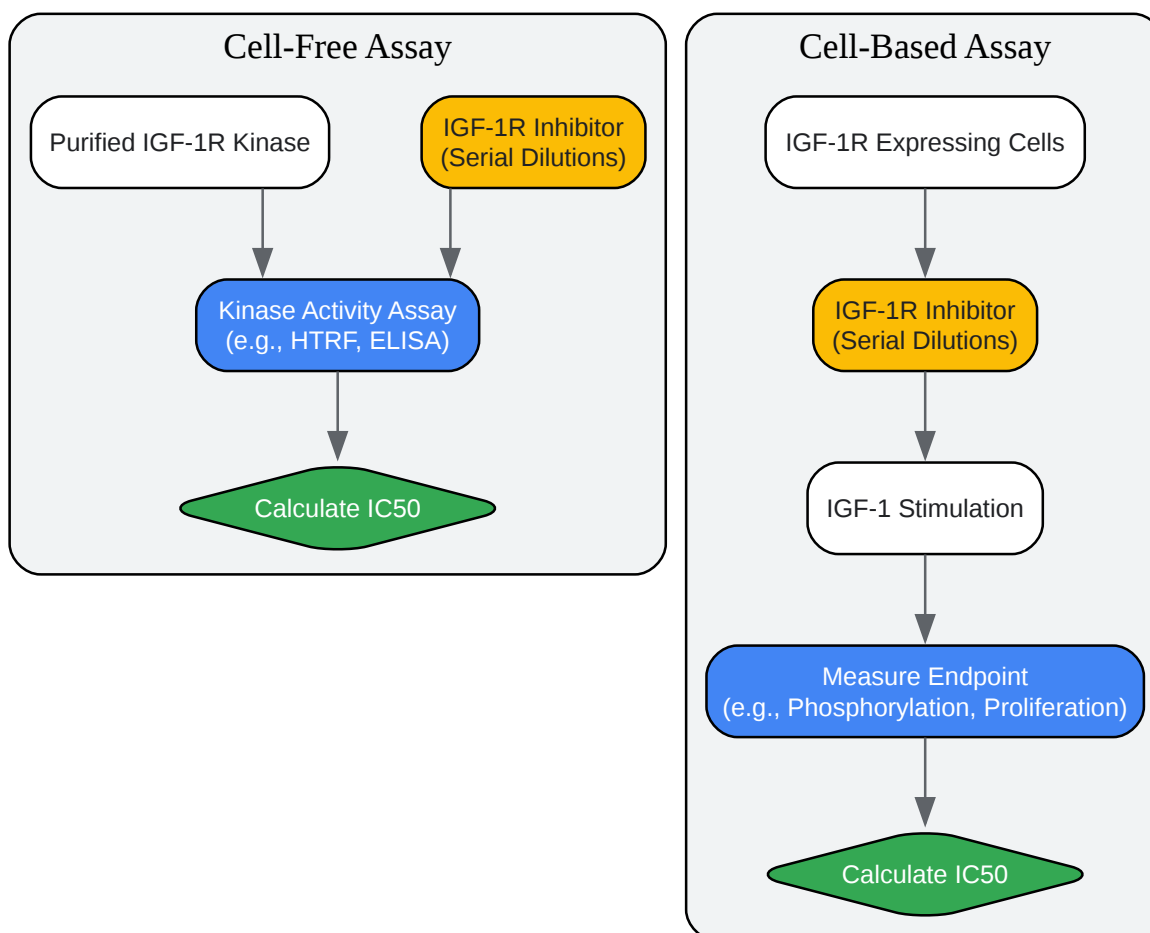 Cell-Free Assay
Purified IGF-1R Kinase
IGF-1R Inhibitor
(Serial Dilutions)
Kinase Activity Assay
(e.g., HTRF, ELISA)
Calculate IC50
Cell-Based Assay
IGF-1R Expressing Cells
IGF-1R Inhibitor
(Serial Dilutions)
IGF-1 Stimulation
Measure Endpoint
(e.g., Phosphorylation, Proliferation)
Calculate IC50